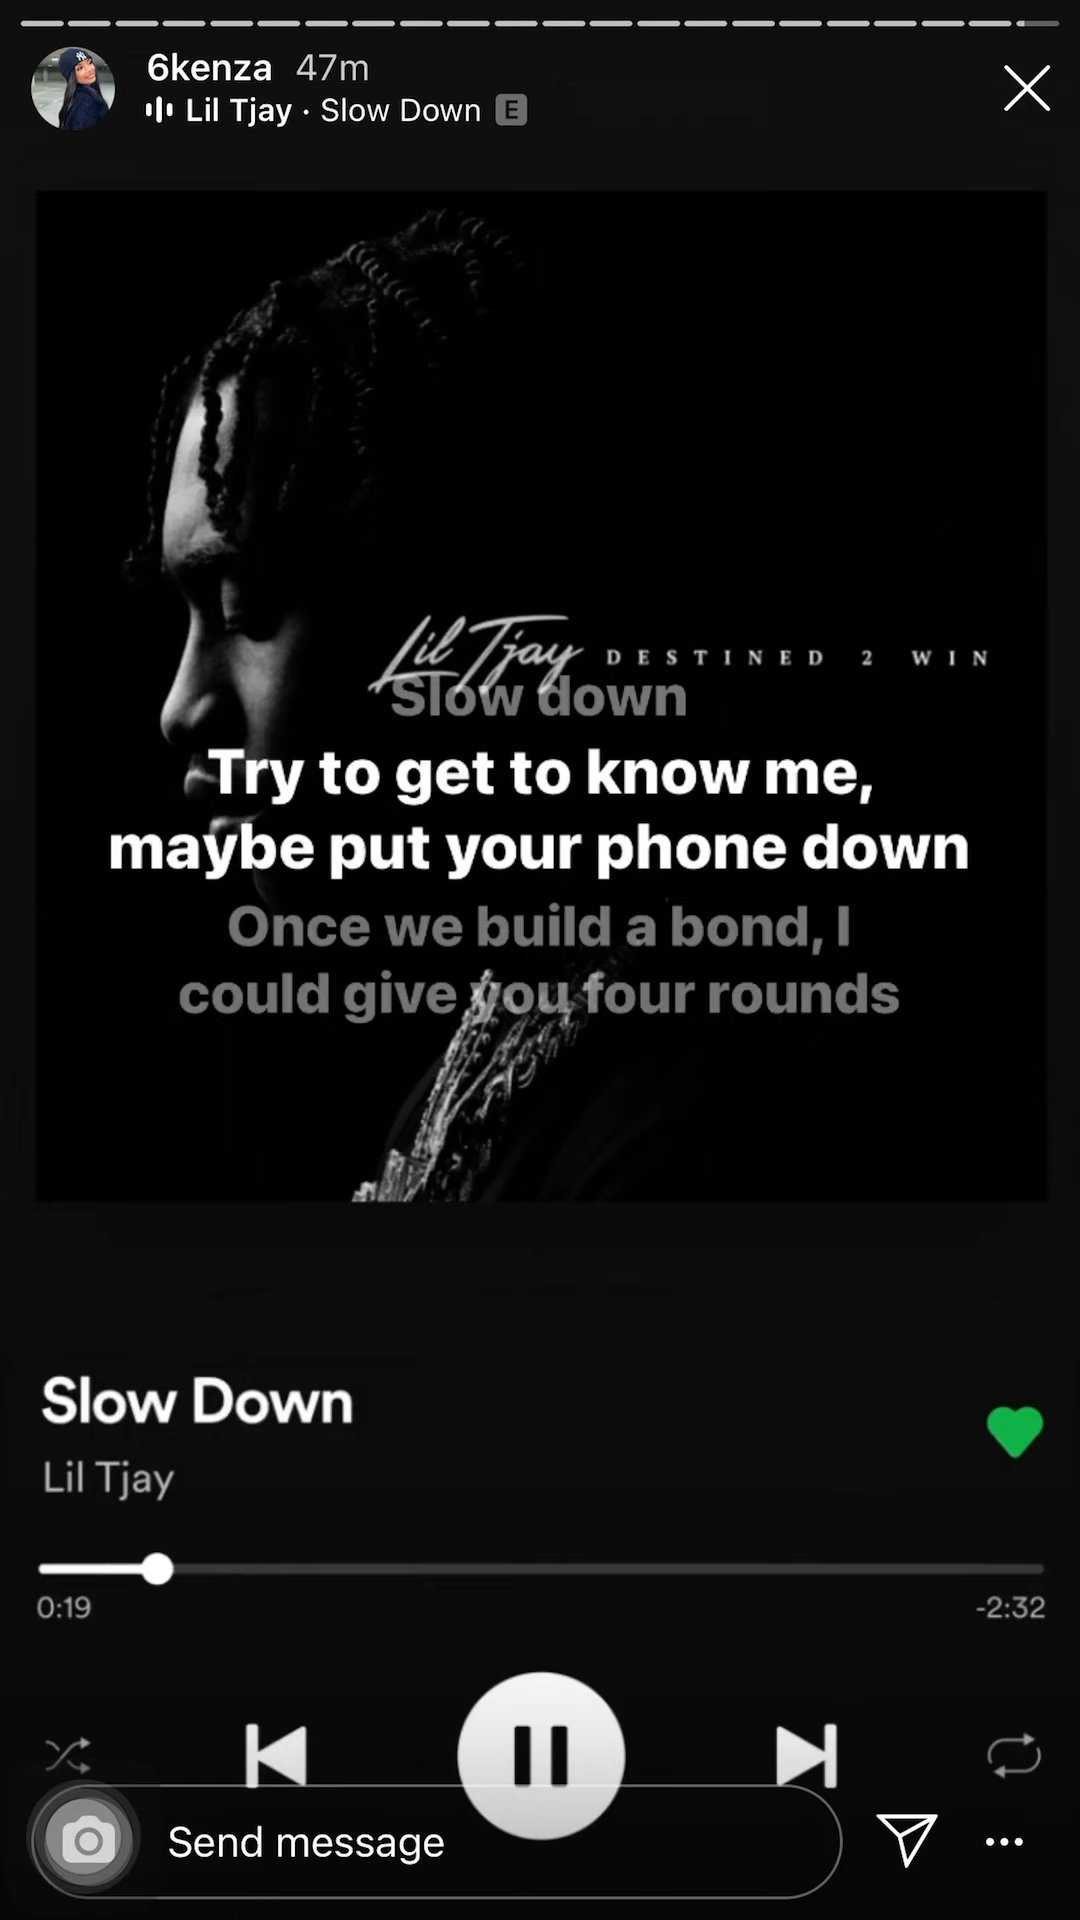 6kenza 47m
Lil Tjay · Slow Down E
Lil Tjay DESTINED 2 WIN
Slow down
Try to get to know me,
maybe put your phone down
Once we build a bond, I
could give you four rounds
Slow Down
Lil Tjay
0:19 -2:32
Send message